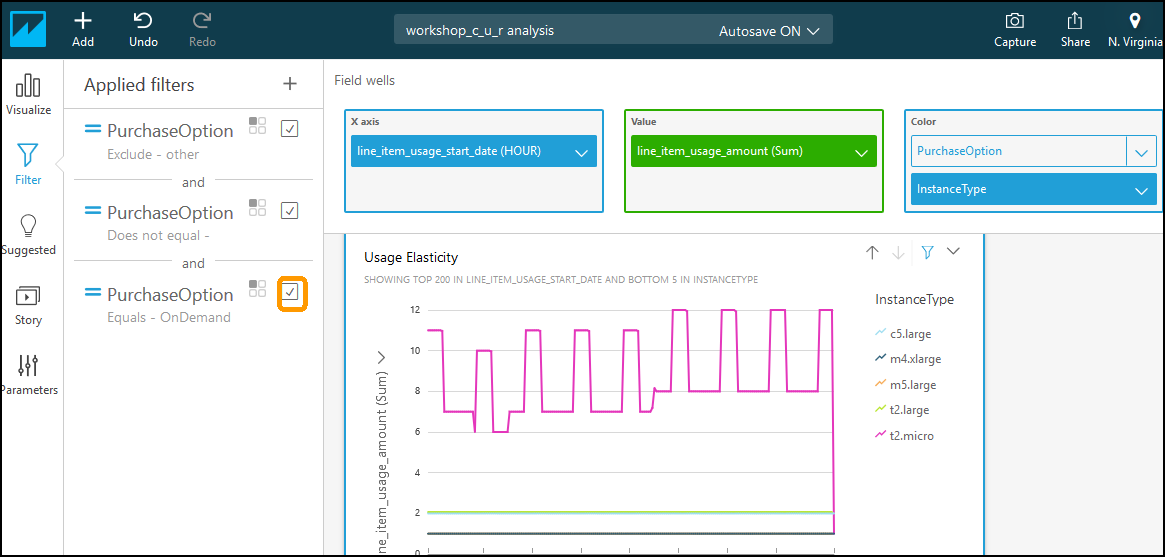 Add
Undo
Redo
workshop_c_u_r analysis
Autosave ON
Capture
Share
N. Virginia
Visualize
Filter
Suggested
Story
Parameters
Applied filters
PurchaseOption
Exclude - other
and
PurchaseOption
Does not equal -
and
PurchaseOption
Equals - OnDemand
Field wells
X axis
line_item_usage_start_date (HOUR)
Value
line_item_usage_amount (Sum)
Color
PurchaseOption
InstanceType
Usage Elasticity
SHOWING TOP 200 IN LINE_ITEM_USAGE_START_DATE AND BOTTOM 5 IN INSTANCETYPE
12
10
8
6
4
2
0
ne_item_usage_amount (Sum)
InstanceType
c5.large
m4.xlarge
m5.large
t2.large
t2.micro